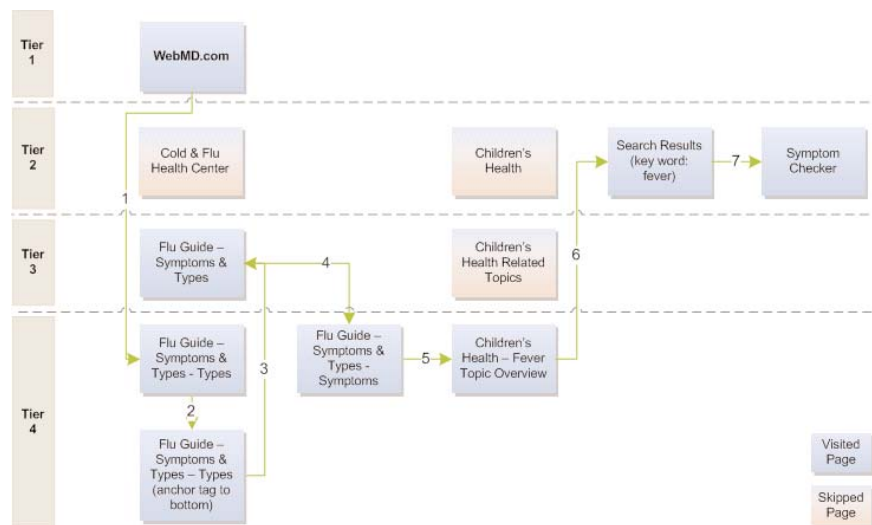 Tier
1
WebMD.com
Tier
2
Cold & Flu
Health Center
Children's
Health
Search Results
(key word:
fever)
7
Symptom
Checker
1
Tier
3
Flu Guide –
Symptoms &
Types
4
Children's
Health Related
Topics
6
Tier
4
Flu Guide –
Symptoms &
Types - Types
3
Flu Guide –
Symptoms &
Types -
Symptoms
5
Children's
Health – Fever
Topic Overview
2
Flu Guide –
Symptoms &
Types – Types
(anchor tag to
bottom)
Visited
Page
Skipped
Page